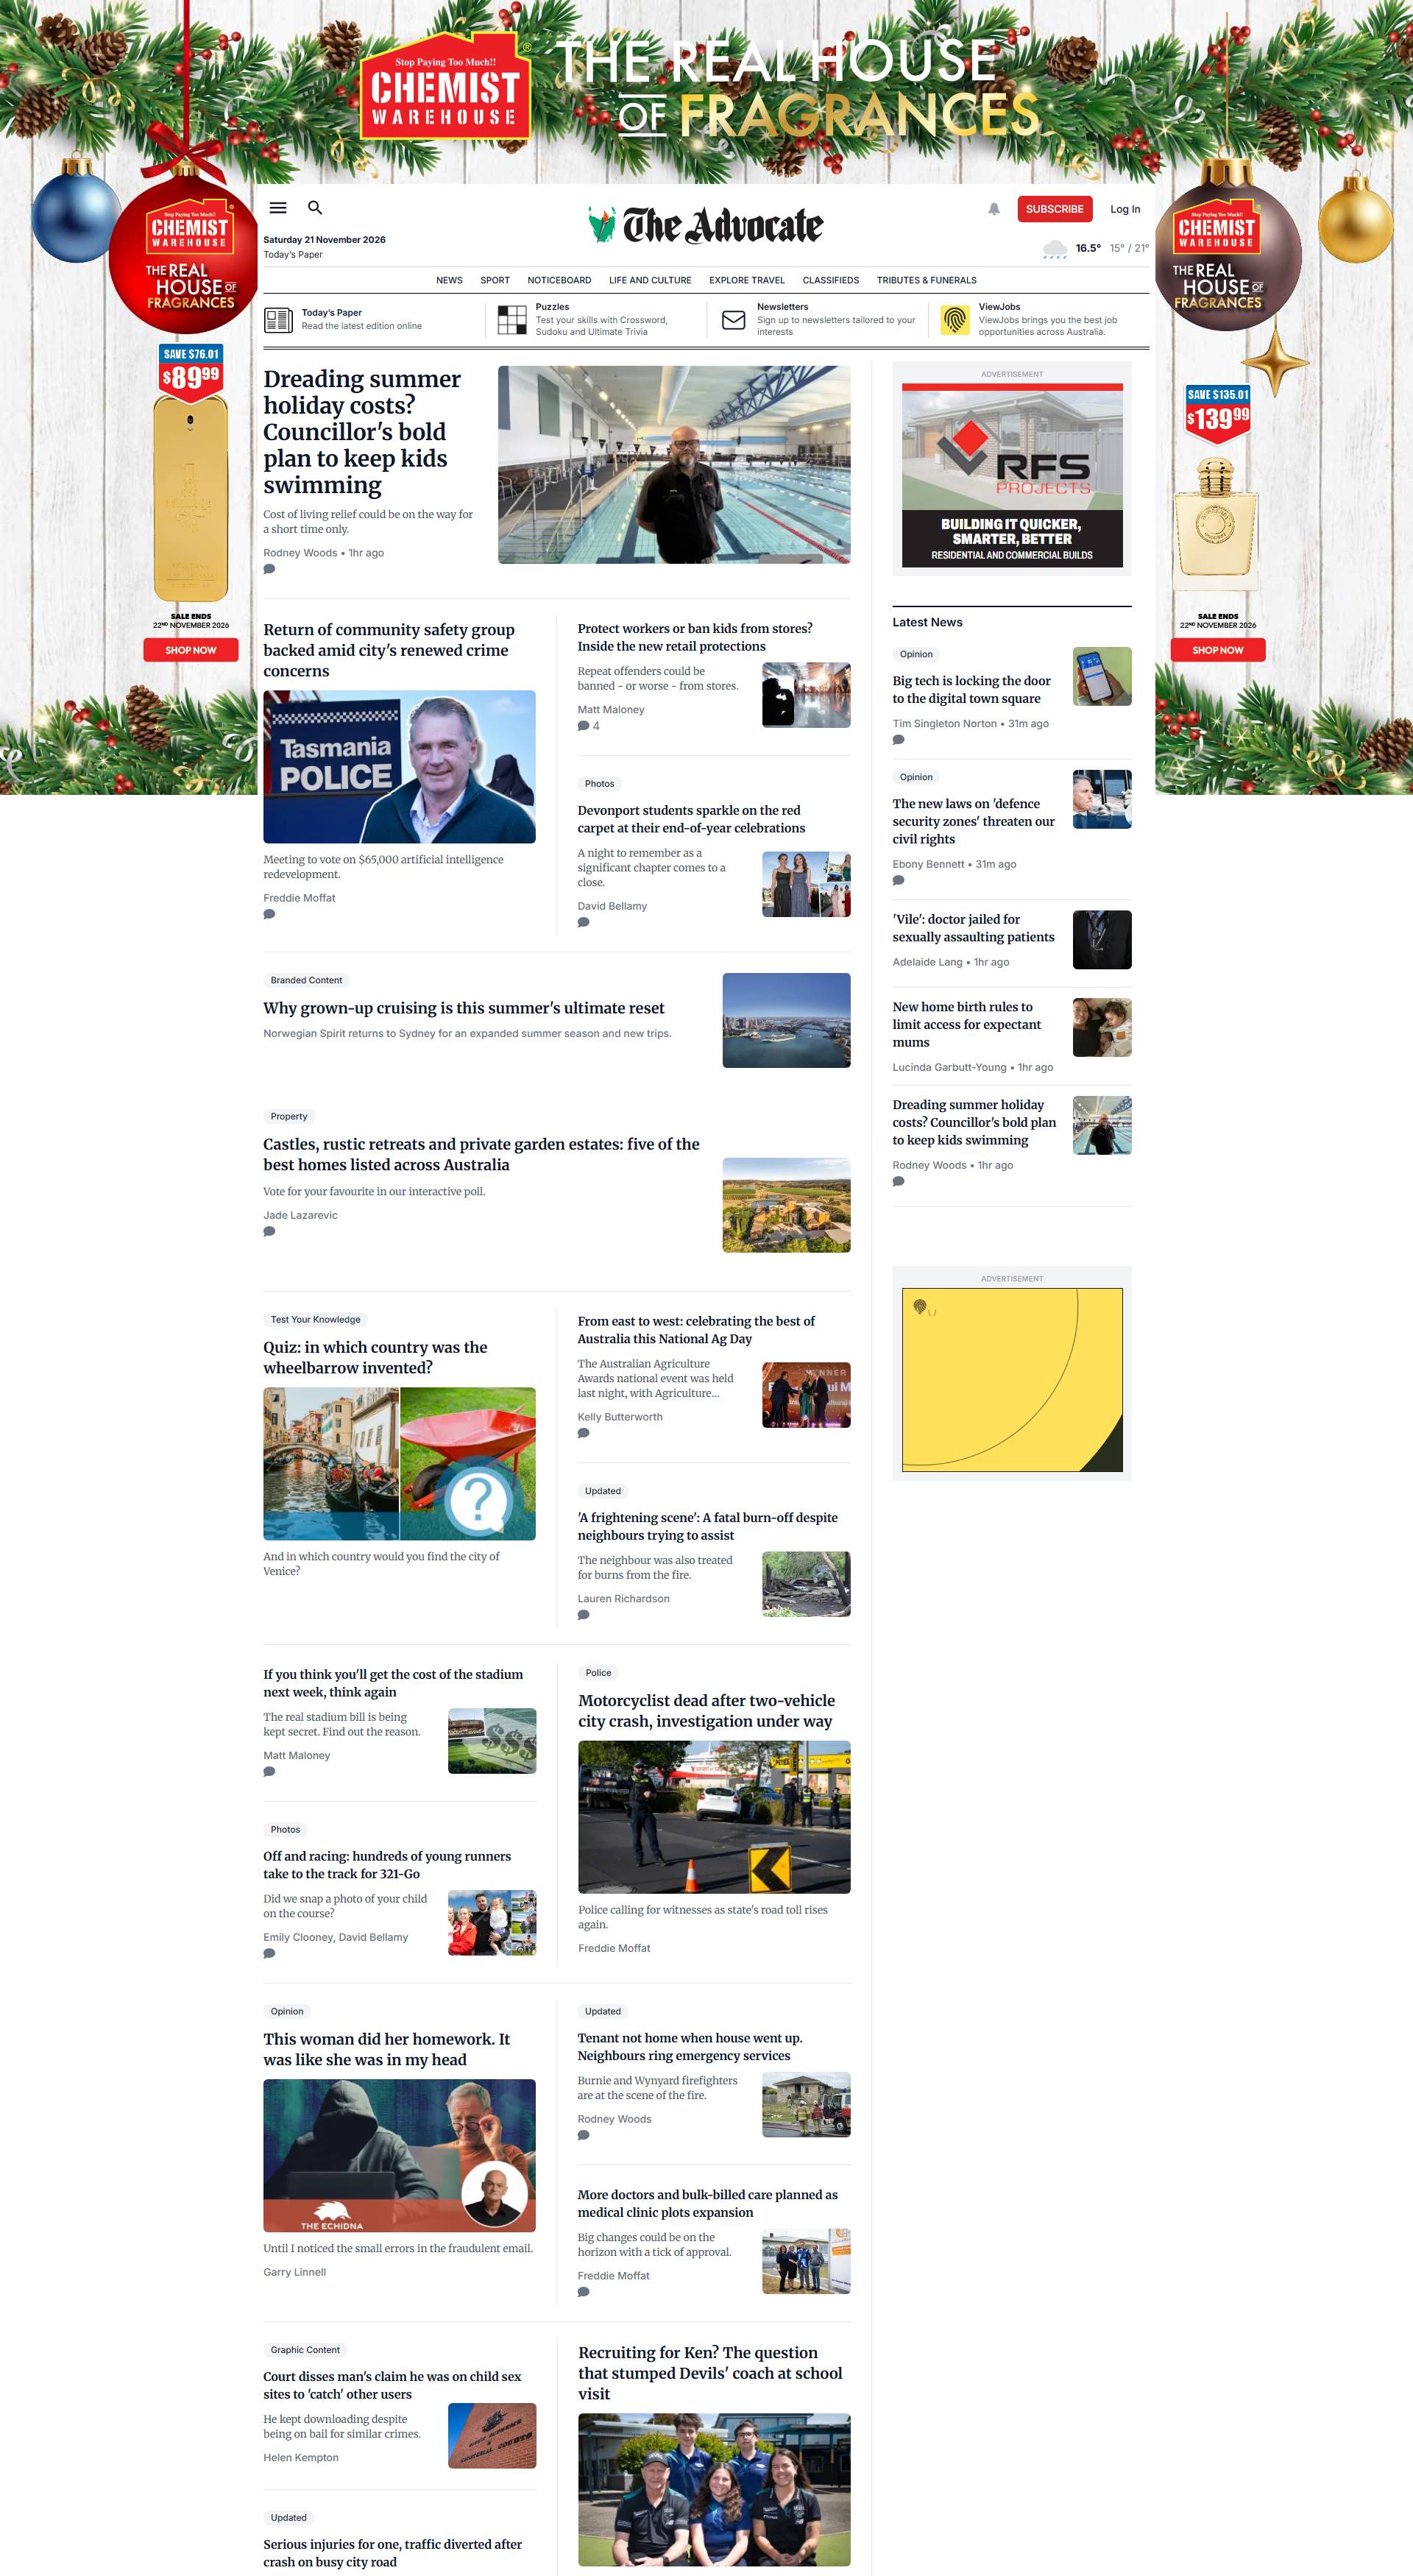 Stop Paying Too Much!!
CHEMIST
WAREHOUSE
®
THE REAL HOUSE
OF FRAGRANCES
Stop Paying Too Much!!
CHEMIST
WAREHOUSE
THE REAL
HOUSE OF
FRAGRANCES
SAVE $76.01
$89⁹⁹
SALE ENDS
22ND NOVEMBER 2026
SHOP NOW
Stop Paying Too Much!!
CHEMIST
WAREHOUSE
THE REAL
HOUSE OF
FRAGRANCES
SAVE $135.01
$139⁹⁹
SALE ENDS
22ND NOVEMBER 2026
SHOP NOW
The Advocate
SUBSCRIBE
Log In
Saturday 21 November 2026
Today's Paper
16.5° 15° / 21°
NEWS SPORT NOTICEBOARD LIFE AND CULTURE EXPLORE TRAVEL CLASSIFIEDS TRIBUTES & FUNERALS
Today's Paper
Read the latest edition online
Puzzles
Test your skills with Crossword,
Sudoku and Ultimate Trivia
Newsletters
Sign up to newsletters tailored to your
interests
ViewJobs
ViewJobs brings you the best job
opportunities across Australia.
Dreading summer
holiday costs?
Councillor's bold
plan to keep kids
swimming
Cost of living relief could be on the way for
a short time only.
Rodney Woods • 1hr ago
Return of community safety group
backed amid city's renewed crime
concerns
Tasmania
POLICE
Meeting to vote on $65,000 artificial intelligence
redevelopment.
Freddie Moffat
Protect workers or ban kids from stores?
Inside the new retail protections
Repeat offenders could be
banned - or worse - from stores.
Matt Maloney
4
Photos
Devonport students sparkle on the red
carpet at their end-of-year celebrations
A night to remember as a
significant chapter comes to a
close.
David Bellamy
Branded Content
Why grown-up cruising is this summer's ultimate reset
Norwegian Spirit returns to Sydney for an expanded summer season and new trips.
Property
Castles, rustic retreats and private garden estates: five of the
best homes listed across Australia
Vote for your favourite in our interactive poll.
Jade Lazarevic
Test Your Knowledge
Quiz: in which country was the
wheelbarrow invented?
?
And in which country would you find the city of
Venice?
From east to west: celebrating the best of
Australia this National Ag Day
The Australian Agriculture
Awards national event was held
last night, with Agriculture...
Kelly Butterworth
Updated
'A frightening scene': A fatal burn-off despite
neighbours trying to assist
The neighbour was also treated
for burns from the fire.
Lauren Richardson
If you think you'll get the cost of the stadium
next week, think again
The real stadium bill is being
kept secret. Find out the reason.
Matt Maloney
$$$
Photos
Off and racing: hundreds of young runners
take to the track for 321-Go
Did we snap a photo of your child
on the course?
Emily Clooney, David Bellamy
Police
Motorcyclist dead after two-vehicle
city crash, investigation under way
Police calling for witnesses as state's road toll rises
again.
Freddie Moffat
Opinion
This woman did her homework. It
was like she was in my head
THE ECHIDNA
Until I noticed the small errors in the fraudulent email.
Garry Linnell
Updated
Tenant not home when house went up.
Neighbours ring emergency services
Burnie and Wynyard firefighters
are at the scene of the fire.
Rodney Woods
More doctors and bulk-billed care planned as
medical clinic plots expansion
Big changes could be on the
horizon with a tick of approval.
Freddie Moffat
Graphic Content
Court disses man's claim he was on child sex
sites to 'catch' other users
He kept downloading despite
being on bail for similar crimes.
Helen Kempton
Updated
Serious injuries for one, traffic diverted after
crash on busy city road
Recruiting for Ken? The question
that stumped Devils' coach at school
visit
ADVERTISEMENT
RFS
PROJECTS
BUILDING IT QUICKER,
SMARTER, BETTER
RESIDENTIAL AND COMMERCIAL BUILDS
Latest News
Opinion
Big tech is locking the door
to the digital town square
Tim Singleton Norton • 31m ago
Opinion
The new laws on 'defence
security zones' threaten our
civil rights
Ebony Bennett • 31m ago
'Vile': doctor jailed for
sexually assaulting patients
Adelaide Lang • 1hr ago
New home birth rules to
limit access for expectant
mums
Lucinda Garbutt-Young • 1hr ago
Dreading summer holiday
costs? Councillor's bold plan
to keep kids swimming
Rodney Woods • 1hr ago
ADVERTISEMENT